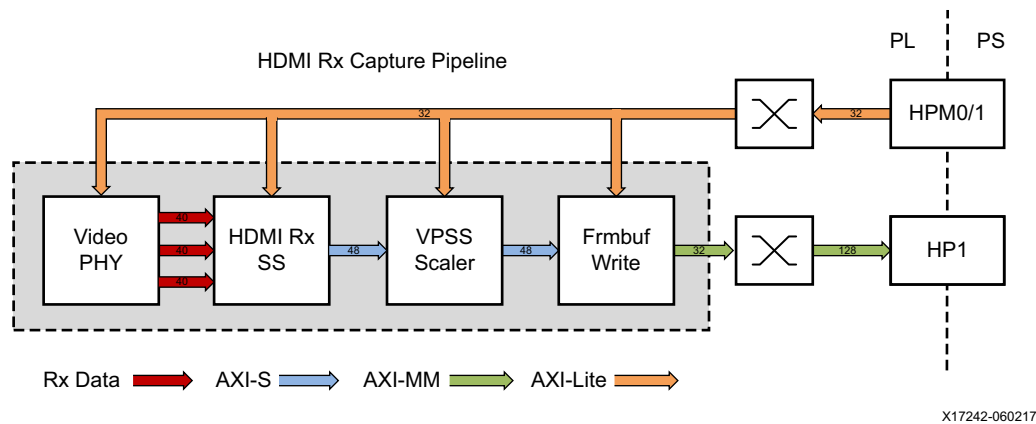 PL
PS
HDMI Rx Capture Pipeline
32
32
HPM0/1
Video
PHY
40
40
40
HDMI Rx
SS
48
VPSS
Scaler
48
Frmbuf
Write
32
128
HP1
Rx Data
AXI-S
AXI-MM
AXI-Lite
X17242-060217